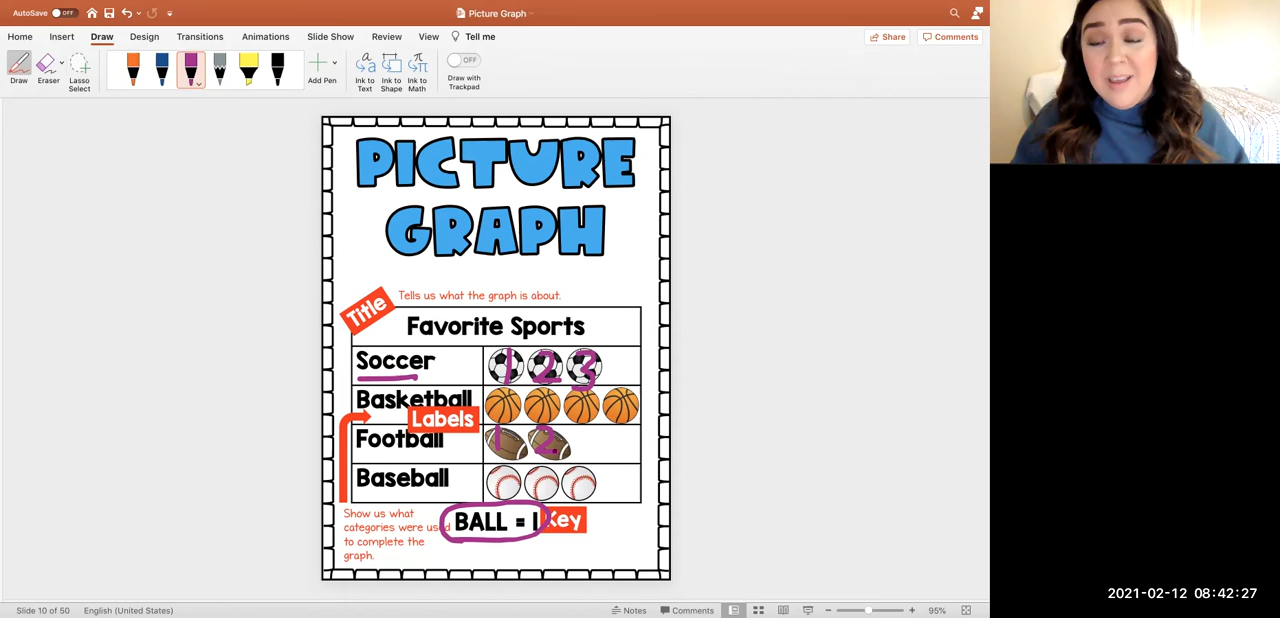 AutoSave OFF
Picture Graph
Home Insert Draw Design Transitions Animations Slide Show Review View Tell me
Share Comments
Draw Eraser Lasso Select Add Pen Ink to Text Ink to Shape Ink to Math OFF Draw with Trackpad
PICTURE
GRAPH
Title Tells us what the graph is about.
Favorite Sports
Soccer 1 2 3
Basketball
Labels
Football 1 2
Baseball
BALL = 1 Key
Show us what
categories were used
to complete the
graph.
2021-02-12 08:42:27
Slide 10 of 50 English (United States) Notes Comments 95%